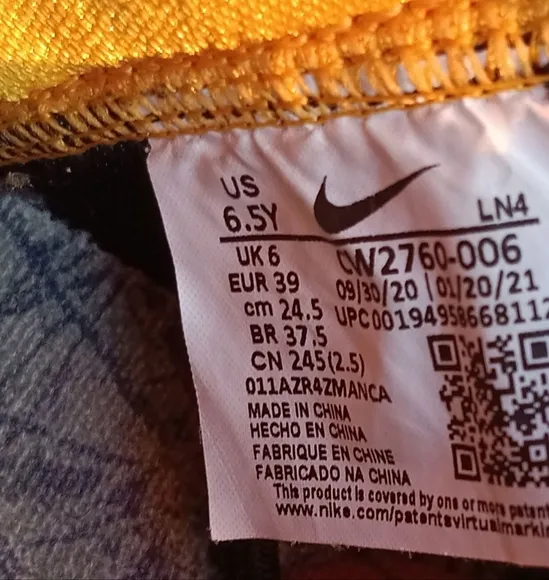 US
6.5Y
LN4
UK 6
CW2760-006
EUR 39
09/30/20 | 01/20/21
cm 24.5
UPC00194958668112
BR 37.5
CN 245(2.5)
011AZR4ZMANCA
MADE IN CHINA
HECHO EN CHINA
FABRIQUE EN CHINE
FABRICADO NA CHINA
This product is covered by one or more patent
www.nike.com/patentsvirtualmarkin